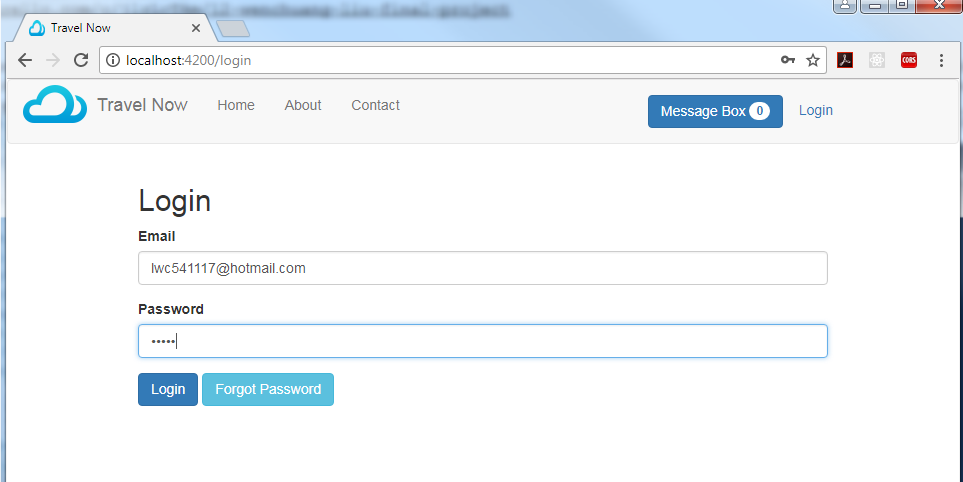 Travel Now
localhost:4200/login
CORS
Travel Now Home About Contact Message Box 0 Login
Login
Email
lwc541117@hotmail.com
Password
•••••
Login Forgot Password